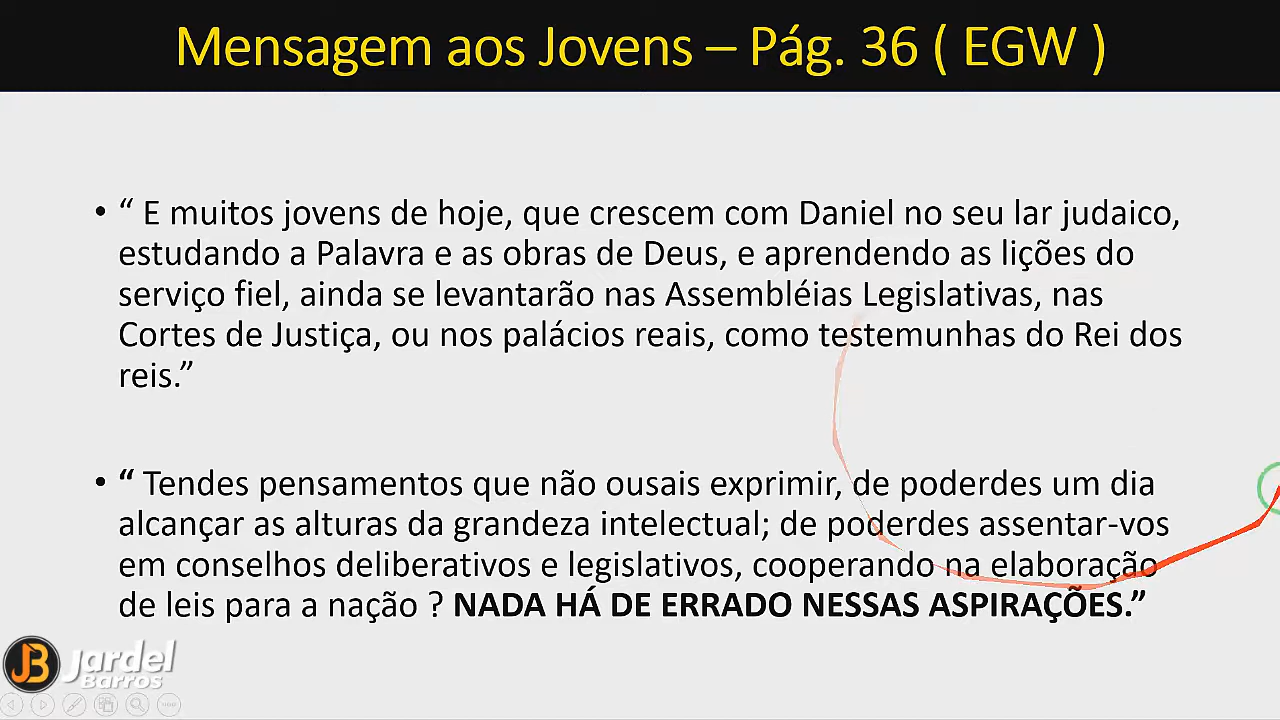 Mensagem aos Jovens – Pág. 36 ( EGW )
• “ E muitos jovens de hoje, que crescem com Daniel no seu lar judaico,
estudando a Palavra e as obras de Deus, e aprendendo as lições do
serviço fiel, ainda se levantarão nas Assembléias Legislativas, nas
Cortes de Justiça, ou nos palácios reais, como testemunhas do Rei dos
reis.”
• “ Tendes pensamentos que não ousais exprimir, de poderdes um dia
alcançar as alturas da grandeza intelectual; de poderdes assentar-vos
em conselhos deliberativos e legislativos, cooperando na elaboração
de leis para a nação ? NADA HÁ DE ERRADO NESSAS ASPIRAÇÕES.”
JB Jardel
Barros